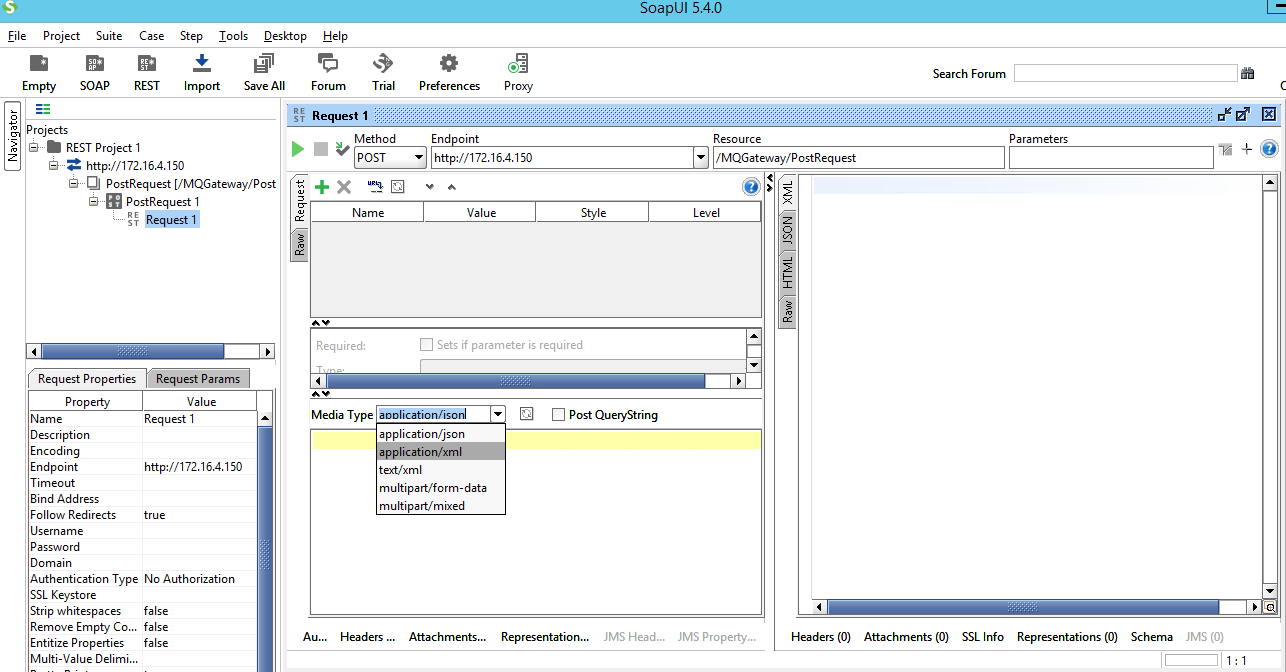 SoapUI 5.4.0
File Project Suite Case Step Tools Desktop Help
Empty SOAP REST Import Save All Forum Trial Preferences Proxy
Search Forum
Navigator
Projects
REST Project 1
http://172.16.4.150
PostRequest [/MQGateway/Post
PostRequest 1
Request 1
Request Properties Request Params
Property Value
Name Request 1
Description
Encoding
Endpoint http://172.16.4.150
Timeout
Bind Address
Follow Redirects true
Username
Password
Domain
Authentication Type No Authorization
SSL Keystore
Strip whitespaces false
Remove Empty Co... false
Entitize Properties false
Multi-Value Delimi...
Request 1
Method Endpoint Resource Parameters
POST http://172.16.4.150 /MQGateway/PostRequest
Request
Raw
Name Value Style Level
Required: Sets if parameter is required
Type:
Media Type application/json Post QueryString
application/json
application/xml
text/xml
multipart/form-data
multipart/mixed
Au... Headers ... Attachments... Representation... JMS Head... JMS Property...
XML
JSON
HTML
Raw
Headers (0) Attachments (0) SSL Info Representations (0) Schema JMS (0)
1 : 1